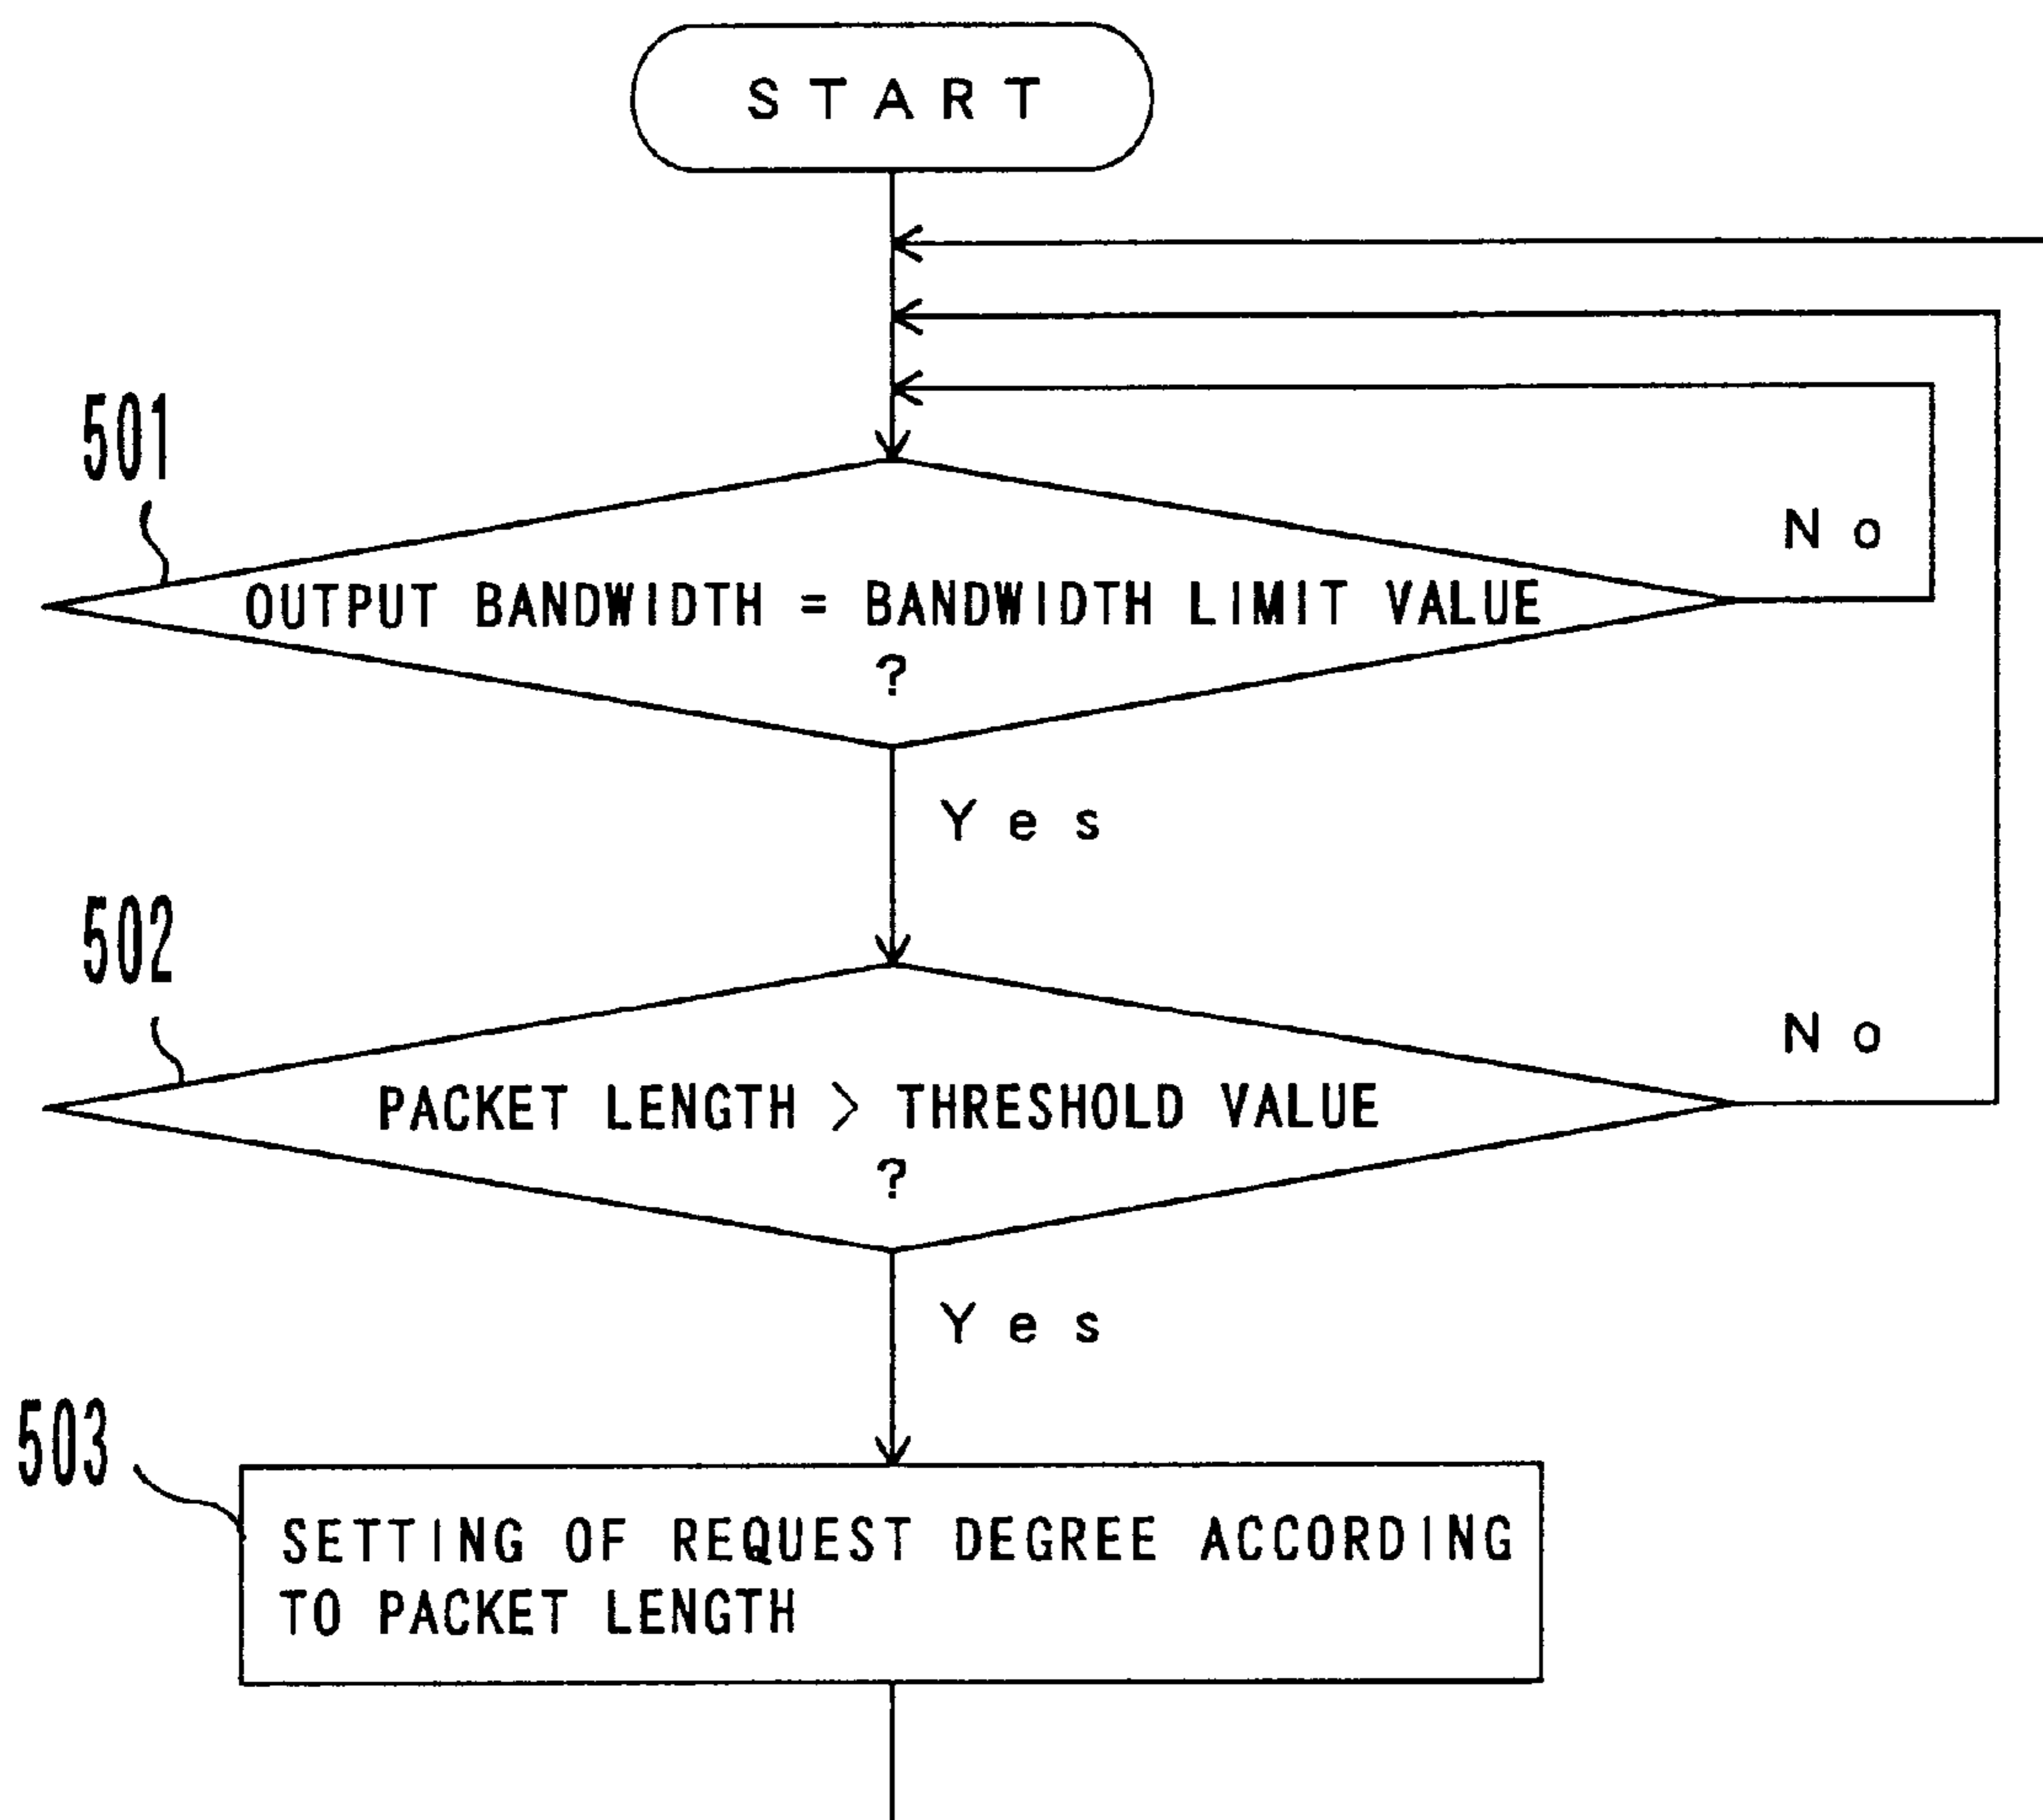 START
501
No
OUTPUT BANDWIDTH = BANDWIDTH LIMIT VALUE
?
Yes
502
No
PACKET LENGTH > THRESHOLD VALUE
?
Yes
503
SETTING OF REQUEST DEGREE ACCORDING
TO PACKET LENGTH